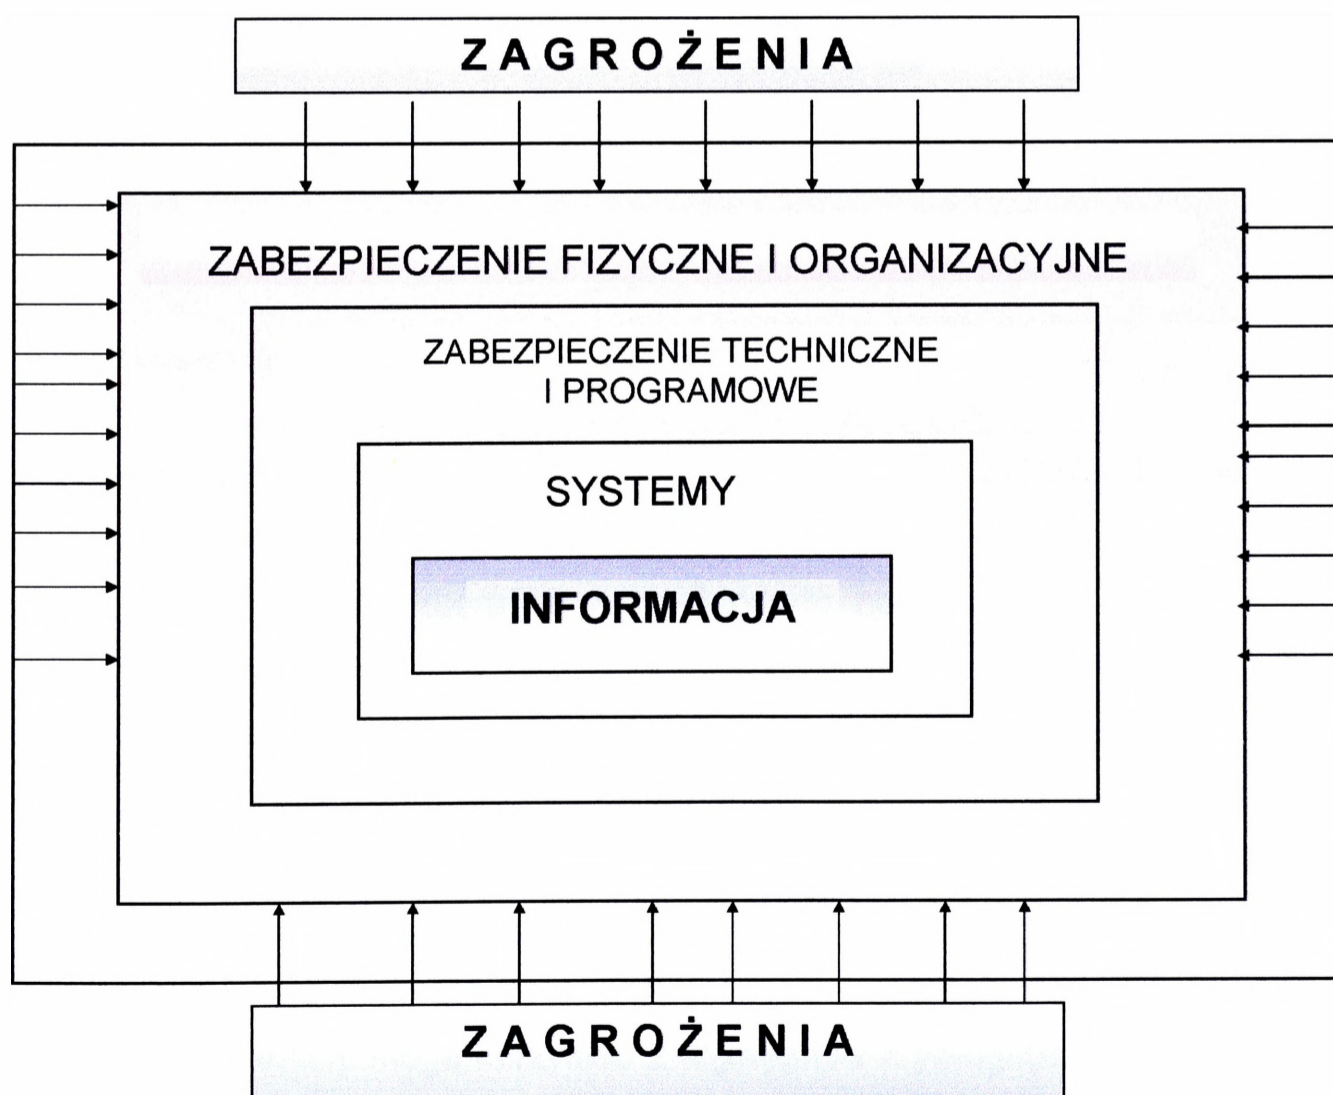 ZAGROŻENIA
ZABEZPIECZENIE FIZYCZNE I ORGANIZACYJNE
ZABEZPIECZENIE TECHNICZNE
I PROGRAMOWE
SYSTEMY
INFORMACJA
ZAGROŻENIA